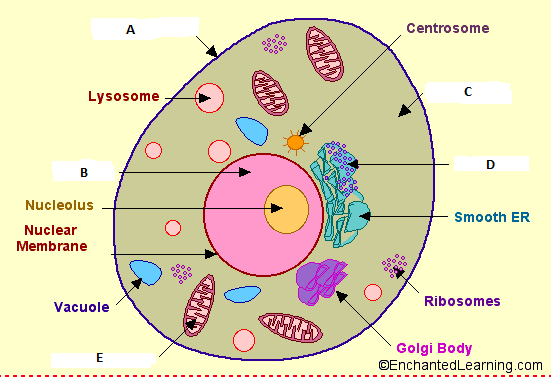 A
Centrosome
Lysosome
C
B
D
Nucleolus
Smooth ER
Nuclear
Membrane
Vacuole
Ribosomes
E
Golgi Body
©EnchantedLearning.com